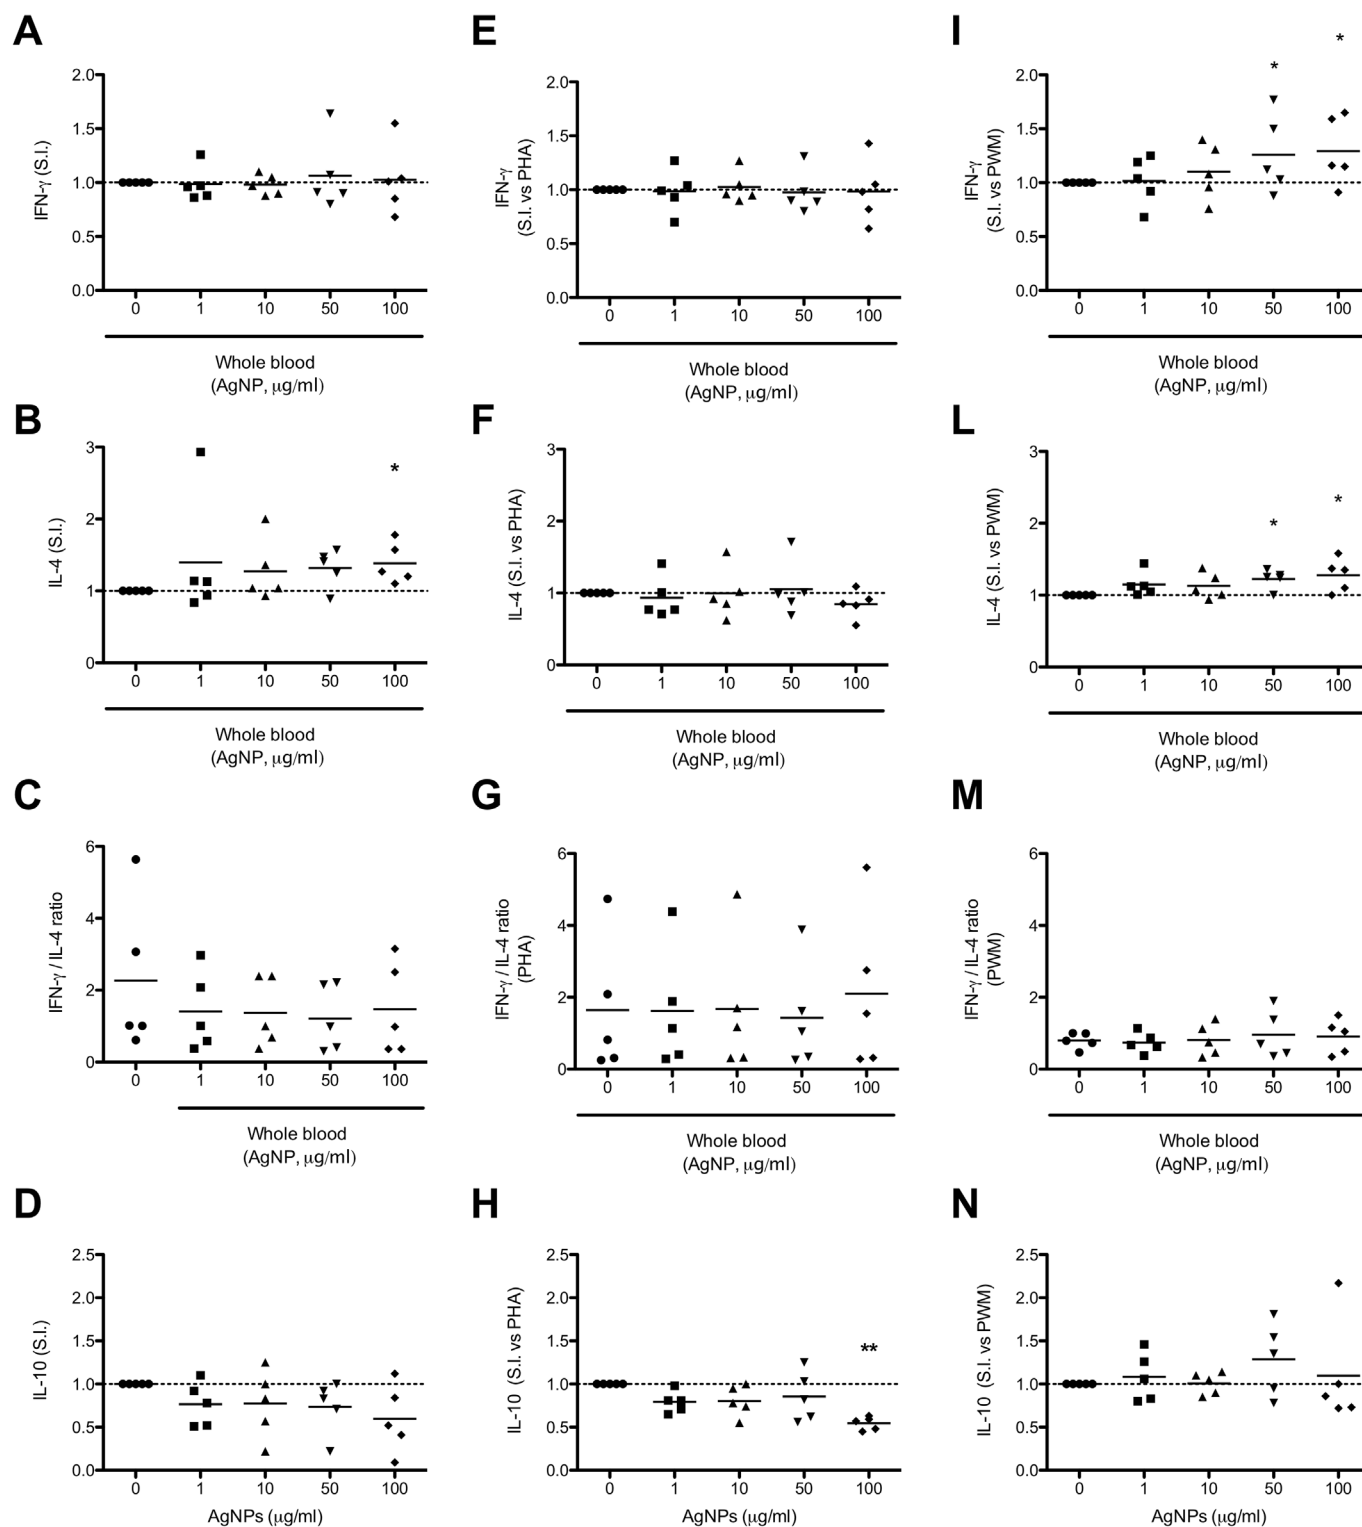 A
IFN-γ (S.I.)
2.0
1.5
1.0
0.5
0.0
0 1 10 50 100
Whole blood
(AgNP, μg/ml)
E
IFN-γ
(S.I. vs PHA)
2.0
1.5
1.0
0.5
0.0
0 1 10 50 100
Whole blood
(AgNP, μg/ml)
I
IFN-γ
(S.I. vs PWM)
2.0
1.5
1.0
0.5
0.0
* *
0 1 10 50 100
Whole blood
(AgNP, μg/ml)
B
IL-4 (S.I.)
3
2
1
0
*
0 1 10 50 100
Whole blood
(AgNP, μg/ml)
F
IL-4 (S.I. vs PHA)
3
2
1
0
0 1 10 50 100
Whole blood
(AgNP, μg/ml)
L
IL-4 (S.I. vs PWM)
3
2
1
0
* *
0 1 10 50 100
Whole blood
(AgNP, μg/ml)
C
IFN-γ / IL-4 ratio
6
4
2
0
0 1 10 50 100
Whole blood
(AgNP, μg/ml)
G
IFN-γ / IL-4 ratio
(PHA)
6
4
2
0
0 1 10 50 100
Whole blood
(AgNP, μg/ml)
M
IFN-γ / IL-4 ratio
(PWM)
6
4
2
0
0 1 10 50 100
Whole blood
(AgNP, μg/ml)
D
IL-10 (S.I.)
2.5
2.0
1.5
1.0
0.5
0.0
0 1 10 50 100
AgNPs (μg/ml)
H
IL-10 (S.I. vs PHA)
2.5
2.0
1.5
1.0
0.5
0.0
**
0 1 10 50 100
AgNPs (μg/ml)
N
IL-10 (S.I. vs PWM)
2.5
2.0
1.5
1.0
0.5
0.0
0 1 10 50 100
AgNPs (μg/ml)